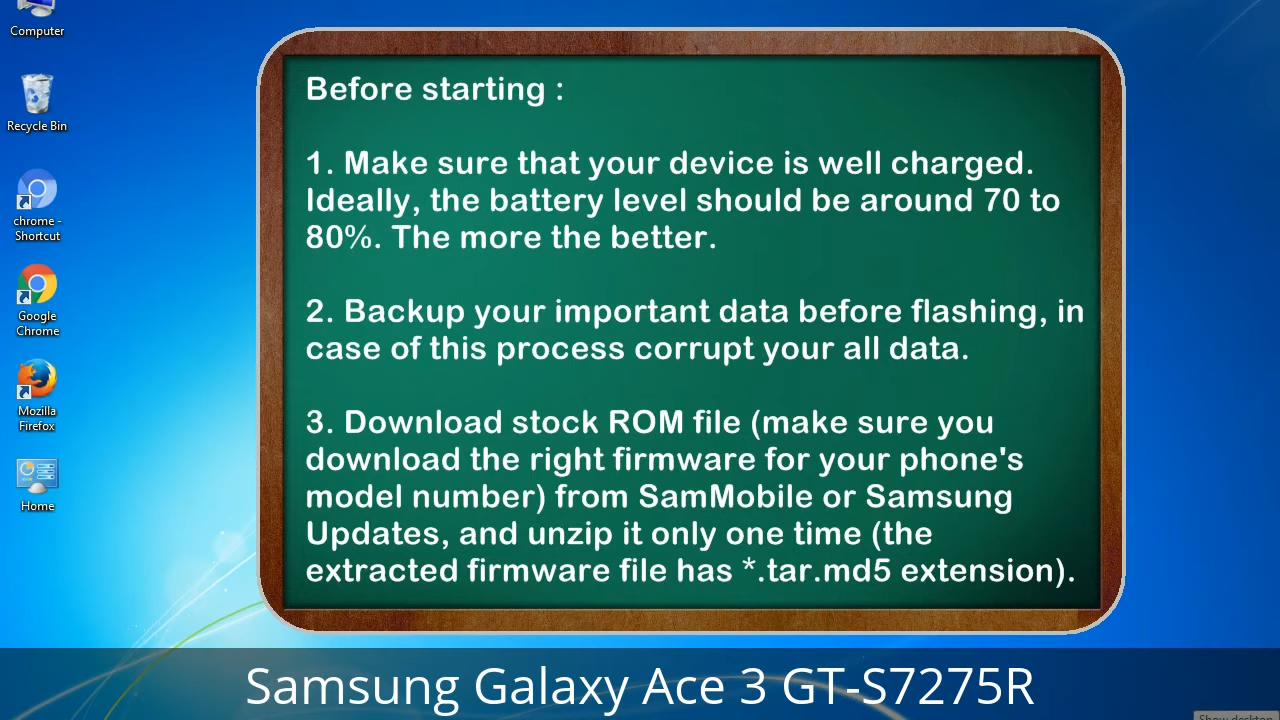 Computer
Recycle Bin
chrome -
Shortcut
Google
Chrome
Mozilla
Firefox
Home
Before starting :
1. Make sure that your device is well charged.
Ideally, the battery level should be around 70 to
80%. The more the better.
2. Backup your important data before flashing, in
case of this process corrupt your all data.
3. Download stock ROM file (make sure you
download the right firmware for your phone's
model number) from SamMobile or Samsung
Updates, and unzip it only one time (the
extracted firmware file has *.tar.md5 extension).
Samsung Galaxy Ace 3 GT-S7275R
Show desktop